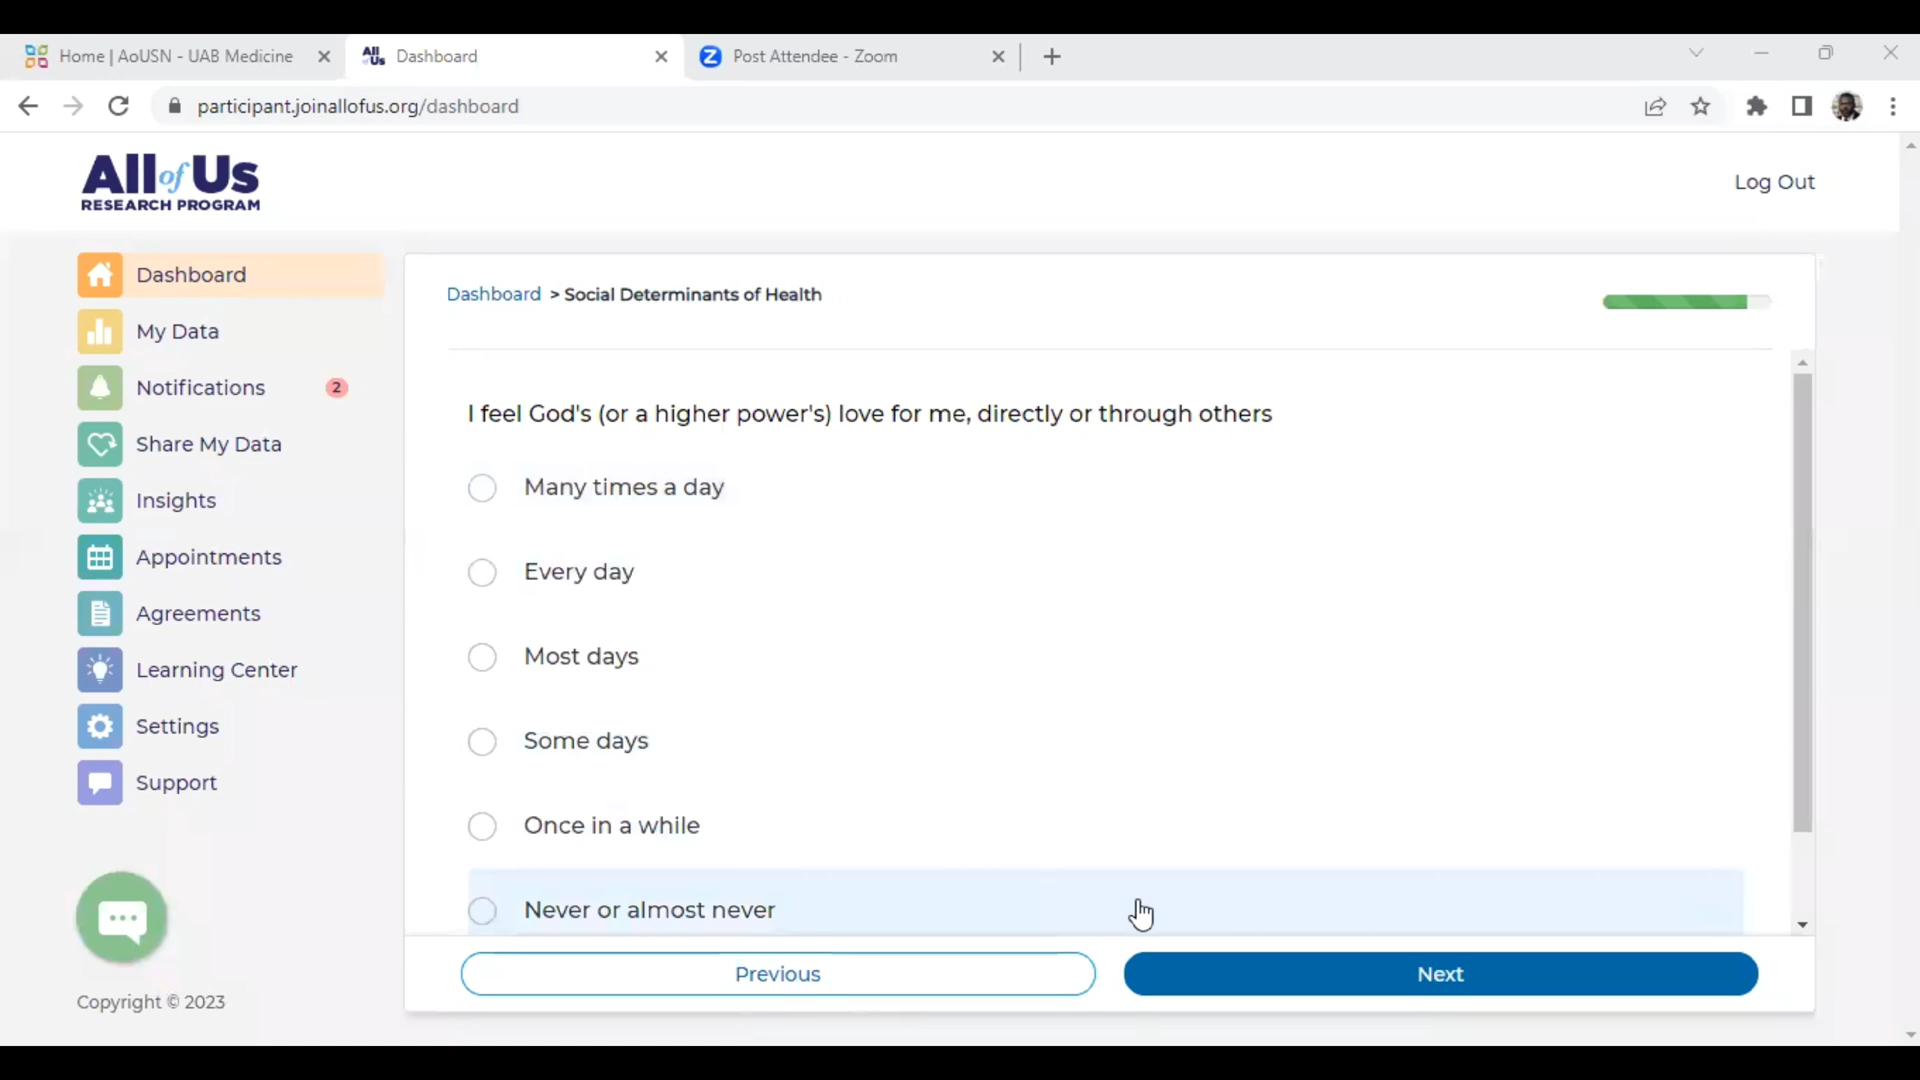 Home | AoUSN - UAB Medicine
All of Us
Dashboard
Post Attendee - Zoom
participant.joinallofus.org/dashboard
All of Us
RESEARCH PROGRAM
Log Out
Dashboard
My Data
Notifications 2
Share My Data
Insights
Appointments
Agreements
Learning Center
Settings
Support
Copyright © 2023
Dashboard > Social Determinants of Health
I feel God's (or a higher power's) love for me, directly or through others
Many times a day
Every day
Most days
Some days
Once in a while
Never or almost never
Previous
Next